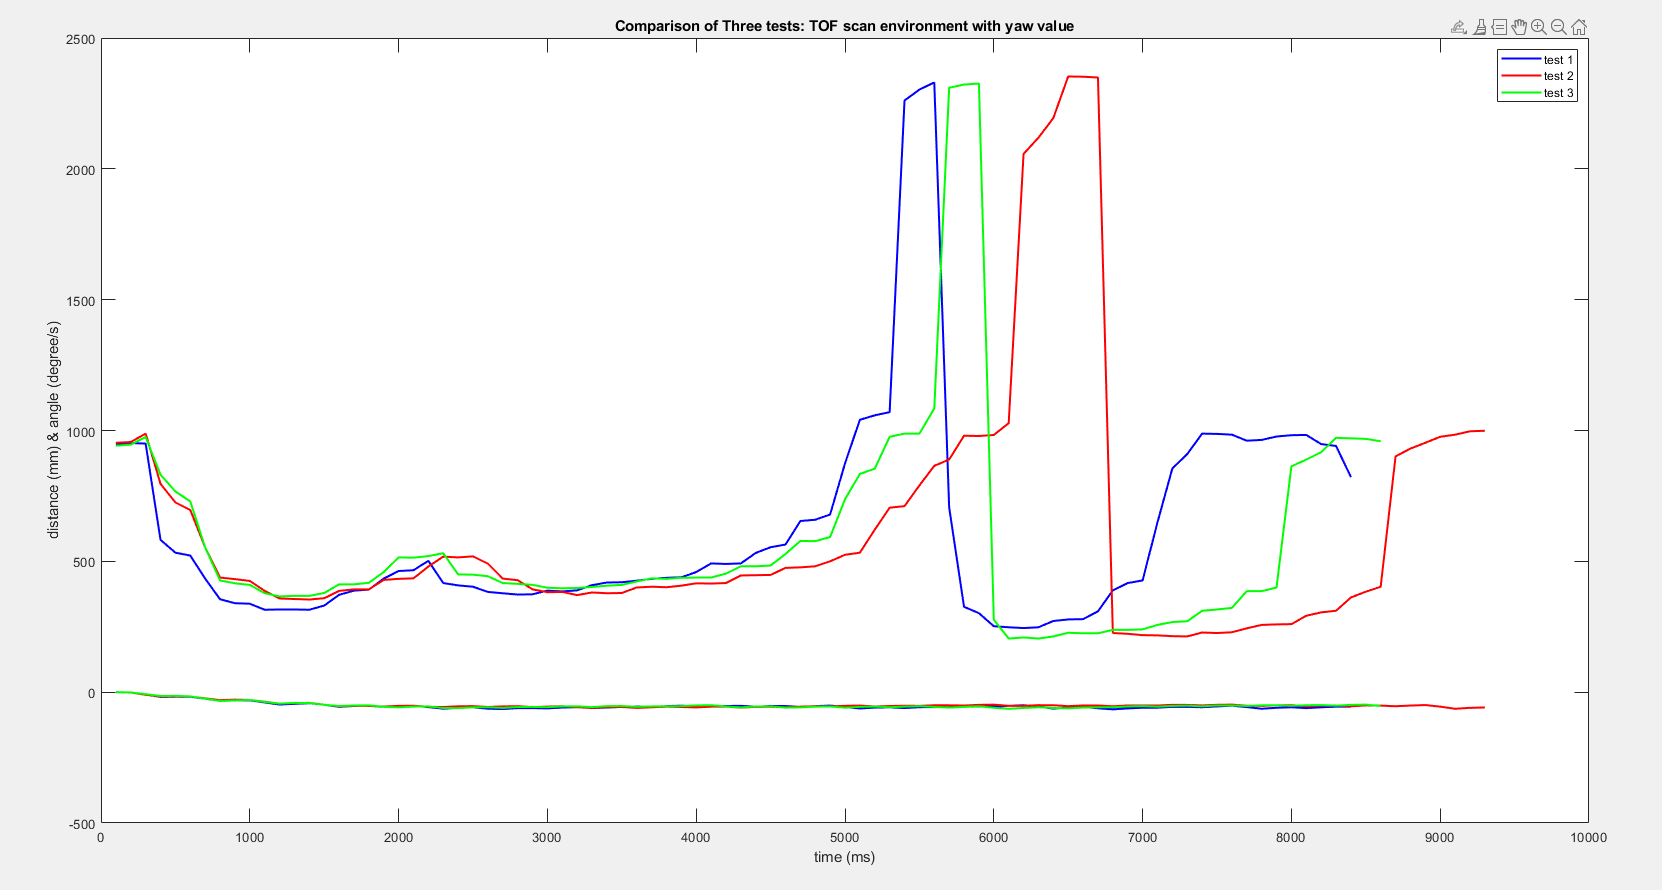 Comparison of Three tests: TOF scan environment with yaw value
2500
2000
1500
1000
500
0
-500
distance (mm) & angle (degree/s)
test 1
test 2
test 3
0 1000 2000 3000 4000 5000 6000 7000 8000 9000 10000
time (ms)